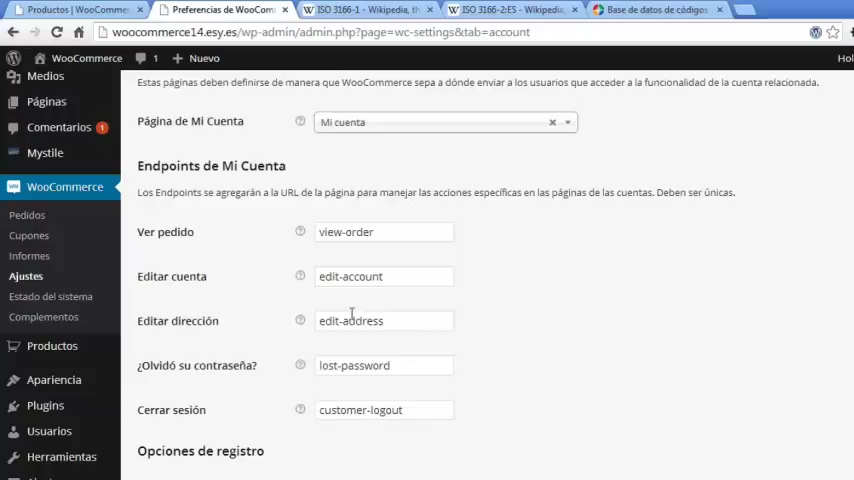 Productos | WooCommerc
Preferencias de WooCom
ISO 3166-1 - Wikipedia, th
ISO 3166-2:ES - Wikipedia,
Base de datos de códigos
woocommerce14.esy.es/wp-admin/admin.php?page=wc-settings&tab=account
WooCommerce
1
Nuevo
Hol
Medios
Páginas
Comentarios 1
Mystile
WooCommerce
Pedidos
Cupones
Informes
Ajustes
Estado del sistema
Complementos
Productos
Apariencia
Plugins
Usuarios
Herramientas
Estas páginas deben definirse de manera que WooCommerce sepa a dónde enviar a los usuarios que acceder a la funcionalidad de la cuenta relacionada.
Página de Mi Cuenta
Mi cuenta
Endpoints de Mi Cuenta
Los Endpoints se agregarán a la URL de la página para manejar las acciones específicas en las páginas de las cuentas. Deben ser únicas.
Ver pedido
view-order
Editar cuenta
edit-account
Editar dirección
edit-address
¿Olvidó su contraseña?
lost-password
Cerrar sesión
customer-logout
Opciones de registro